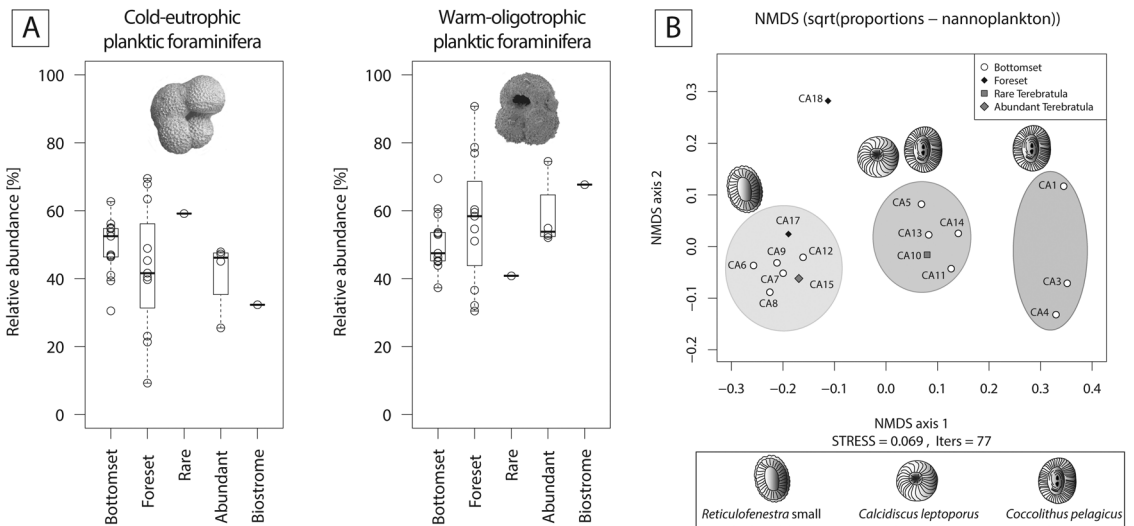 A
Cold-eutrophic
planktic foraminifera
Relative abundance [%]
100
80
60
40
20
0
Bottomset
Foreset
Rare
Abundant
Biostrome
Warm-oligotrophic
planktic foraminifera
Relative abundance [%]
100
80
60
40
20
0
Bottomset
Foreset
Rare
Abundant
Biostrome
B
NMDS (sqrt(proportions − nannoplankton))
Bottomset
Foreset
Rare Terebratula
Abundant Terebratula
NMDS axis 2
0.3
0.2
0.1
0.0
−0.1
−0.2
CA18
CA1
CA5
CA14
CA17
CA13
CA9
CA12
CA10
CA6
CA11
CA7
CA15
CA3
CA8
CA4
−0.3
−0.2
−0.1
0.0
0.1
0.2
0.3
0.4
NMDS axis 1
STRESS = 0.069 , Iters = 77
Reticulofenestra small
Calcidiscus leptoporus
Coccolithus pelagicus